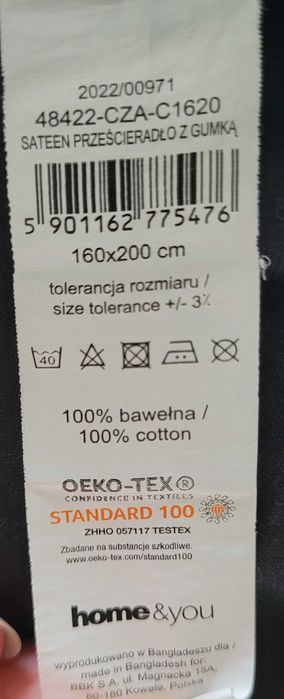 2022/00971
48422-CZA-C1620
SATEEN PRZEŚCIERADŁO Z GUMKĄ
5 901162 775476
160x200 cm
tolerancja rozmiaru /
size tolerance +/- 3%
40
100% bawełna /
100% cotton
OEKO-TEX®
CONFIDENCE IN TEXTILES
STANDARD 100
ZHHO 057117 TESTEX
Zbadane na substancje szkodliwe.
www.oeko-tex.com/standard100
home&you
wyprodukowano w Bangladeszu dla /
made in Bangladesh for:
BBK S.A. ul. Magnacka 15A,
80-180 Kowale, Polska